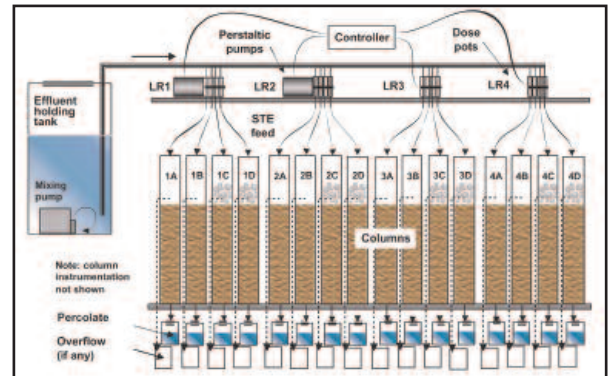 Perstaltic
pumps
Controller
Dose
pots
LR1
LR2
LR3
LR4
Effluent
holding
tank
STE
feed
Mixing
pump
1A 1B 1C 1D 2A 2B 2C 2D 3A 3B 3C 3D 4A 4B 4C 4D
Columns
Note: column
instrumentation
not shown
Percolate
Overflow
(if any)